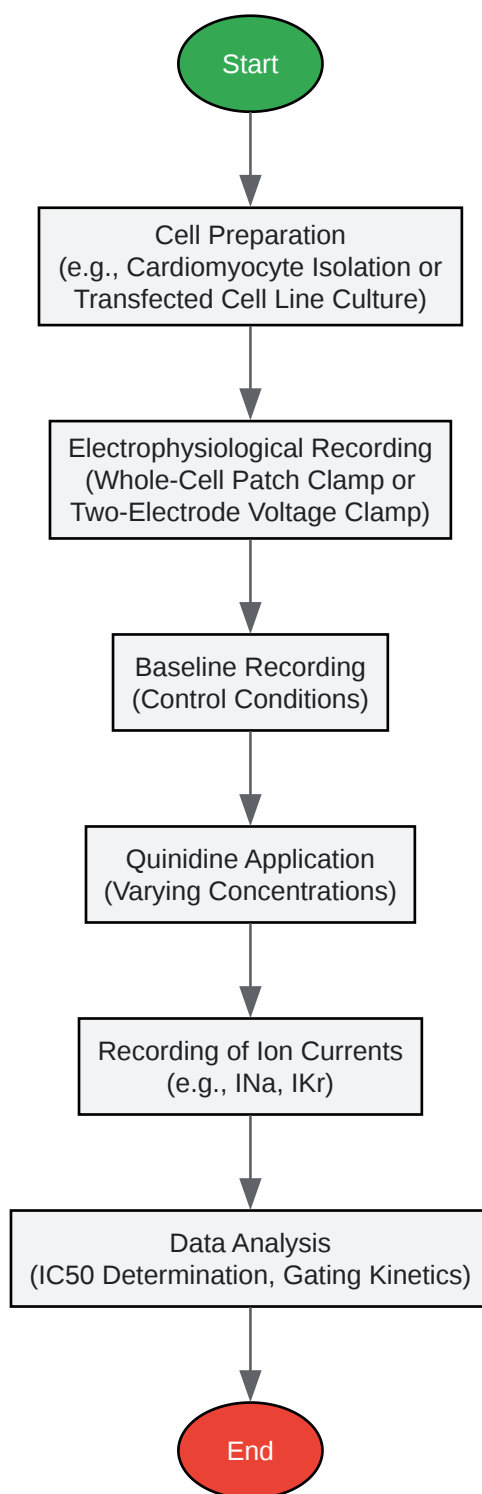 Start
Cell Preparation
(e.g., Cardiomyocyte Isolation or
Transfected Cell Line Culture)
Electrophysiological Recording
(Whole-Cell Patch Clamp or
Two-Electrode Voltage Clamp)
Baseline Recording
(Control Conditions)
Quinidine Application
(Varying Concentrations)
Recording of Ion Currents
(e.g., INa, IKr)
Data Analysis
(IC50 Determination, Gating Kinetics)
End